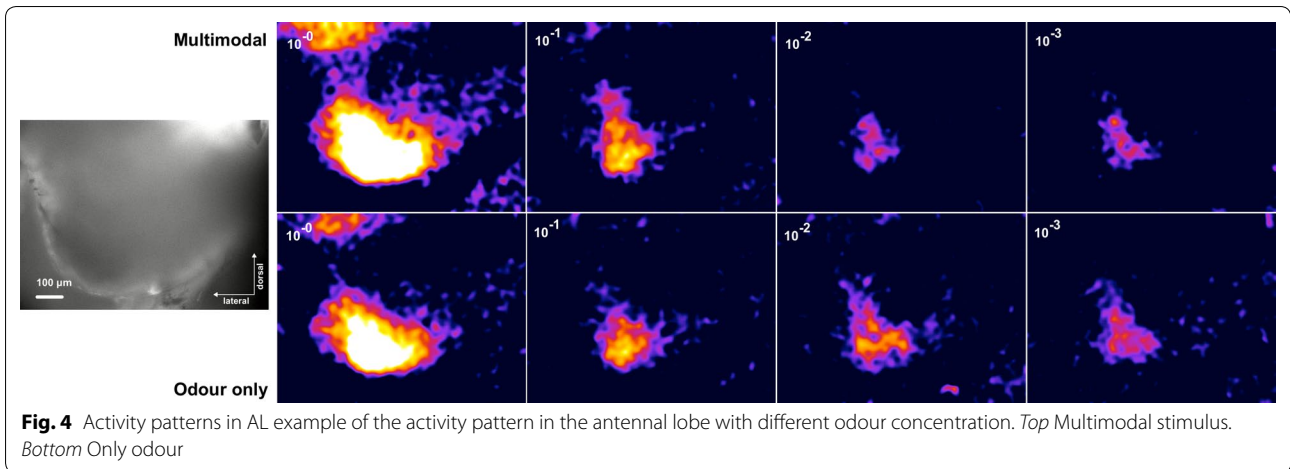 Multimodal
10-0
10-1
10-2
10-3
100 µm
dorsal
lateral
10-0
10-1
10-2
10-3
Odour only
Fig. 4 Activity patterns in AL example of the activity pattern in the antennal lobe with different odour concentration. Top Multimodal stimulus.
Bottom Only odour